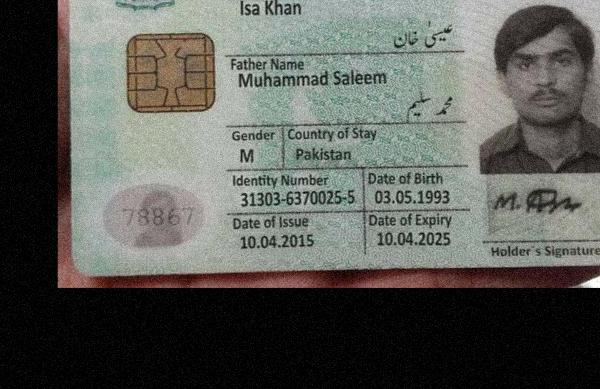 Isa Khan
عیسیٰ خان
Father Name
Muhammad Saleem
محمد سلیم
Gender Country of Stay
M Pakistan
Identity Number Date of Birth
31303-6370025-5 03.05.1993
78867
Date of Issue Date of Expiry
10.04.2015 10.04.2025
Holder's Signature